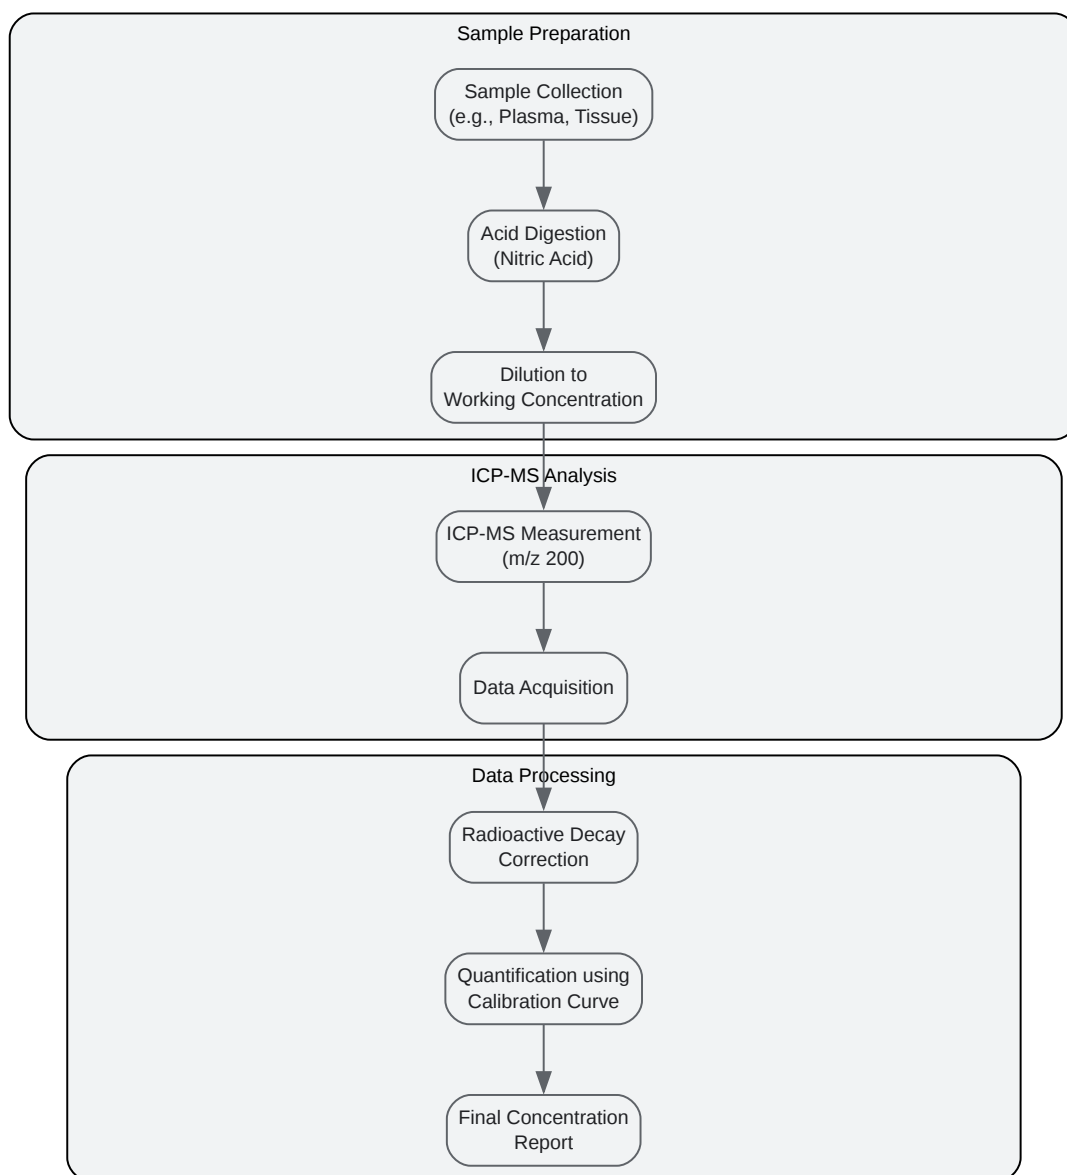 Sample Preparation
Sample Collection
(e.g., Plasma, Tissue)
Acid Digestion
(Nitric Acid)
Dilution to
Working Concentration
ICP-MS Analysis
ICP-MS Measurement
(m/z 200)
Data Acquisition
Data Processing
Radioactive Decay
Correction
Quantification using
Calibration Curve
Final Concentration
Report